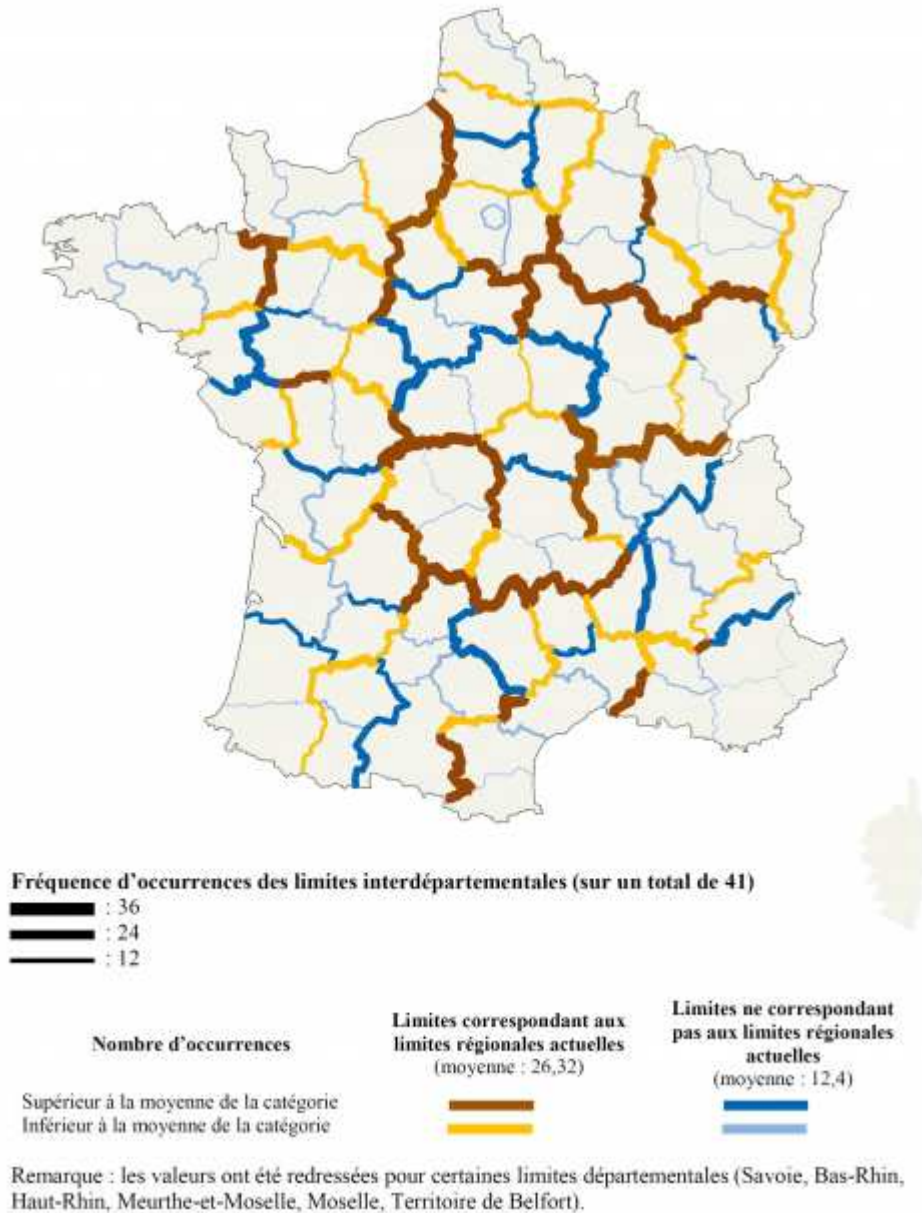 Fréquence d'occurrences des limites interdépartementales (sur un total de 41)
: 36
: 24
: 12
Nombre d'occurrences
Limites correspondant aux
limites régionales actuelles
(moyenne : 26,32)
Limites ne correspondant
pas aux limites régionales
actuelles
(moyenne : 12,4)
Supérieur à la moyenne de la catégorie
Inférieur à la moyenne de la catégorie
Remarque : les valeurs ont été redressées pour certaines limites départementales (Savoie, Bas-Rhin,
Haut-Rhin, Meurthe-et-Moselle, Moselle, Territoire de Belfort).